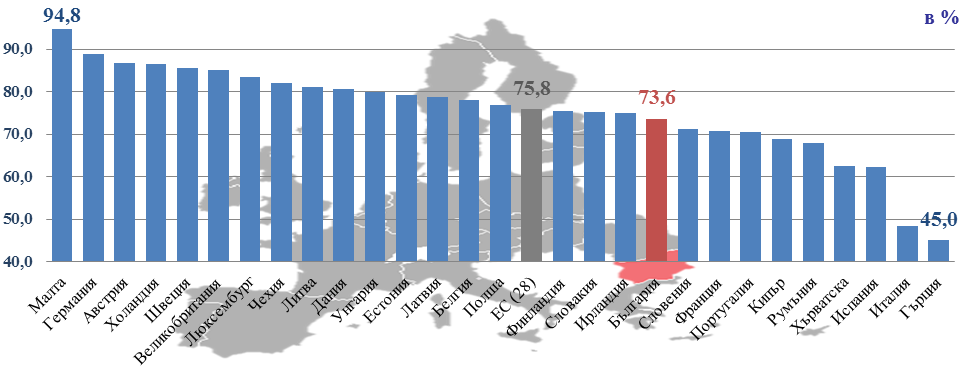 94,8
в %
90,0
80,0
70,0
60,0
50,0
40,0
75,8
73,6
45,0
Малта
Германия
Австрия
Холандия
Швеция
Великобритания
Люксембург
Чехия
Литва
Дания
Унгария
Естония
Латвия
Белгия
Полша
ЕС (28)
Финландия
Словакия
Ирландия
България
Словения
Франция
Португалия
Кипър
Румъния
Хърватска
Испания
Италия
Гърция